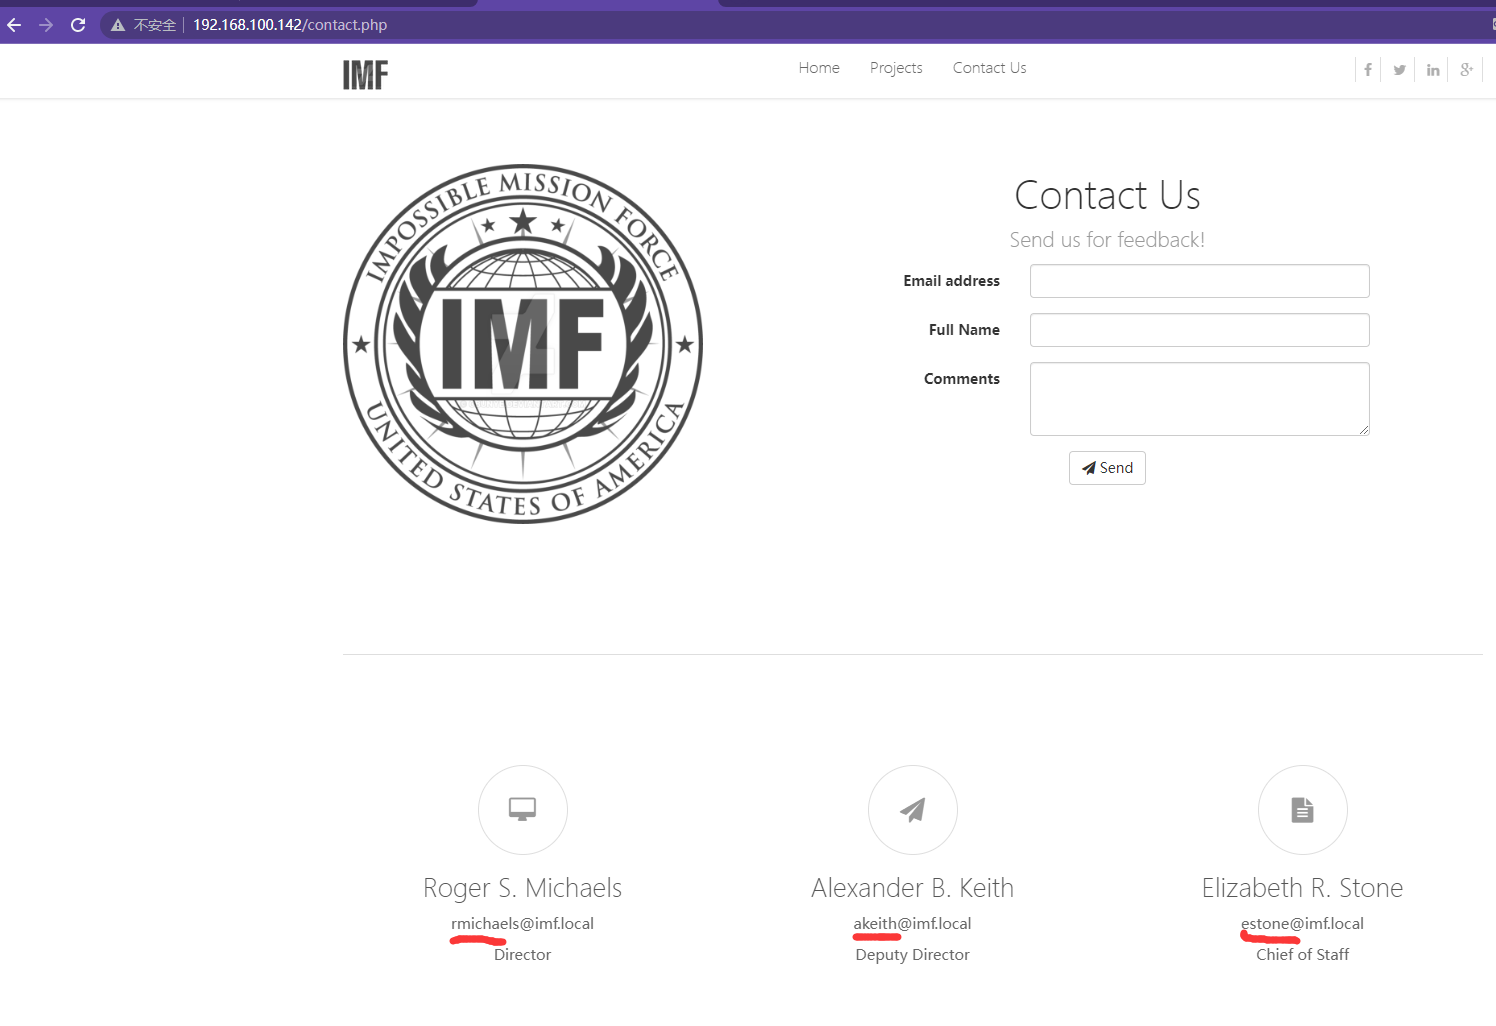 不安全 192.168.100.142/contact.php
IMF Home Projects Contact Us
IMPOSSIBLE MISSION FORCE
IMF
UNITED STATES OF AMERICA
Contact Us
Send us for feedback!
Email address
Full Name
Comments
Send
Roger S. Michaels Alexander B. Keith Elizabeth R. Stone
rmichaels@imf.local akeith@imf.local estone@imf.local
Director Deputy Director Chief of Staff